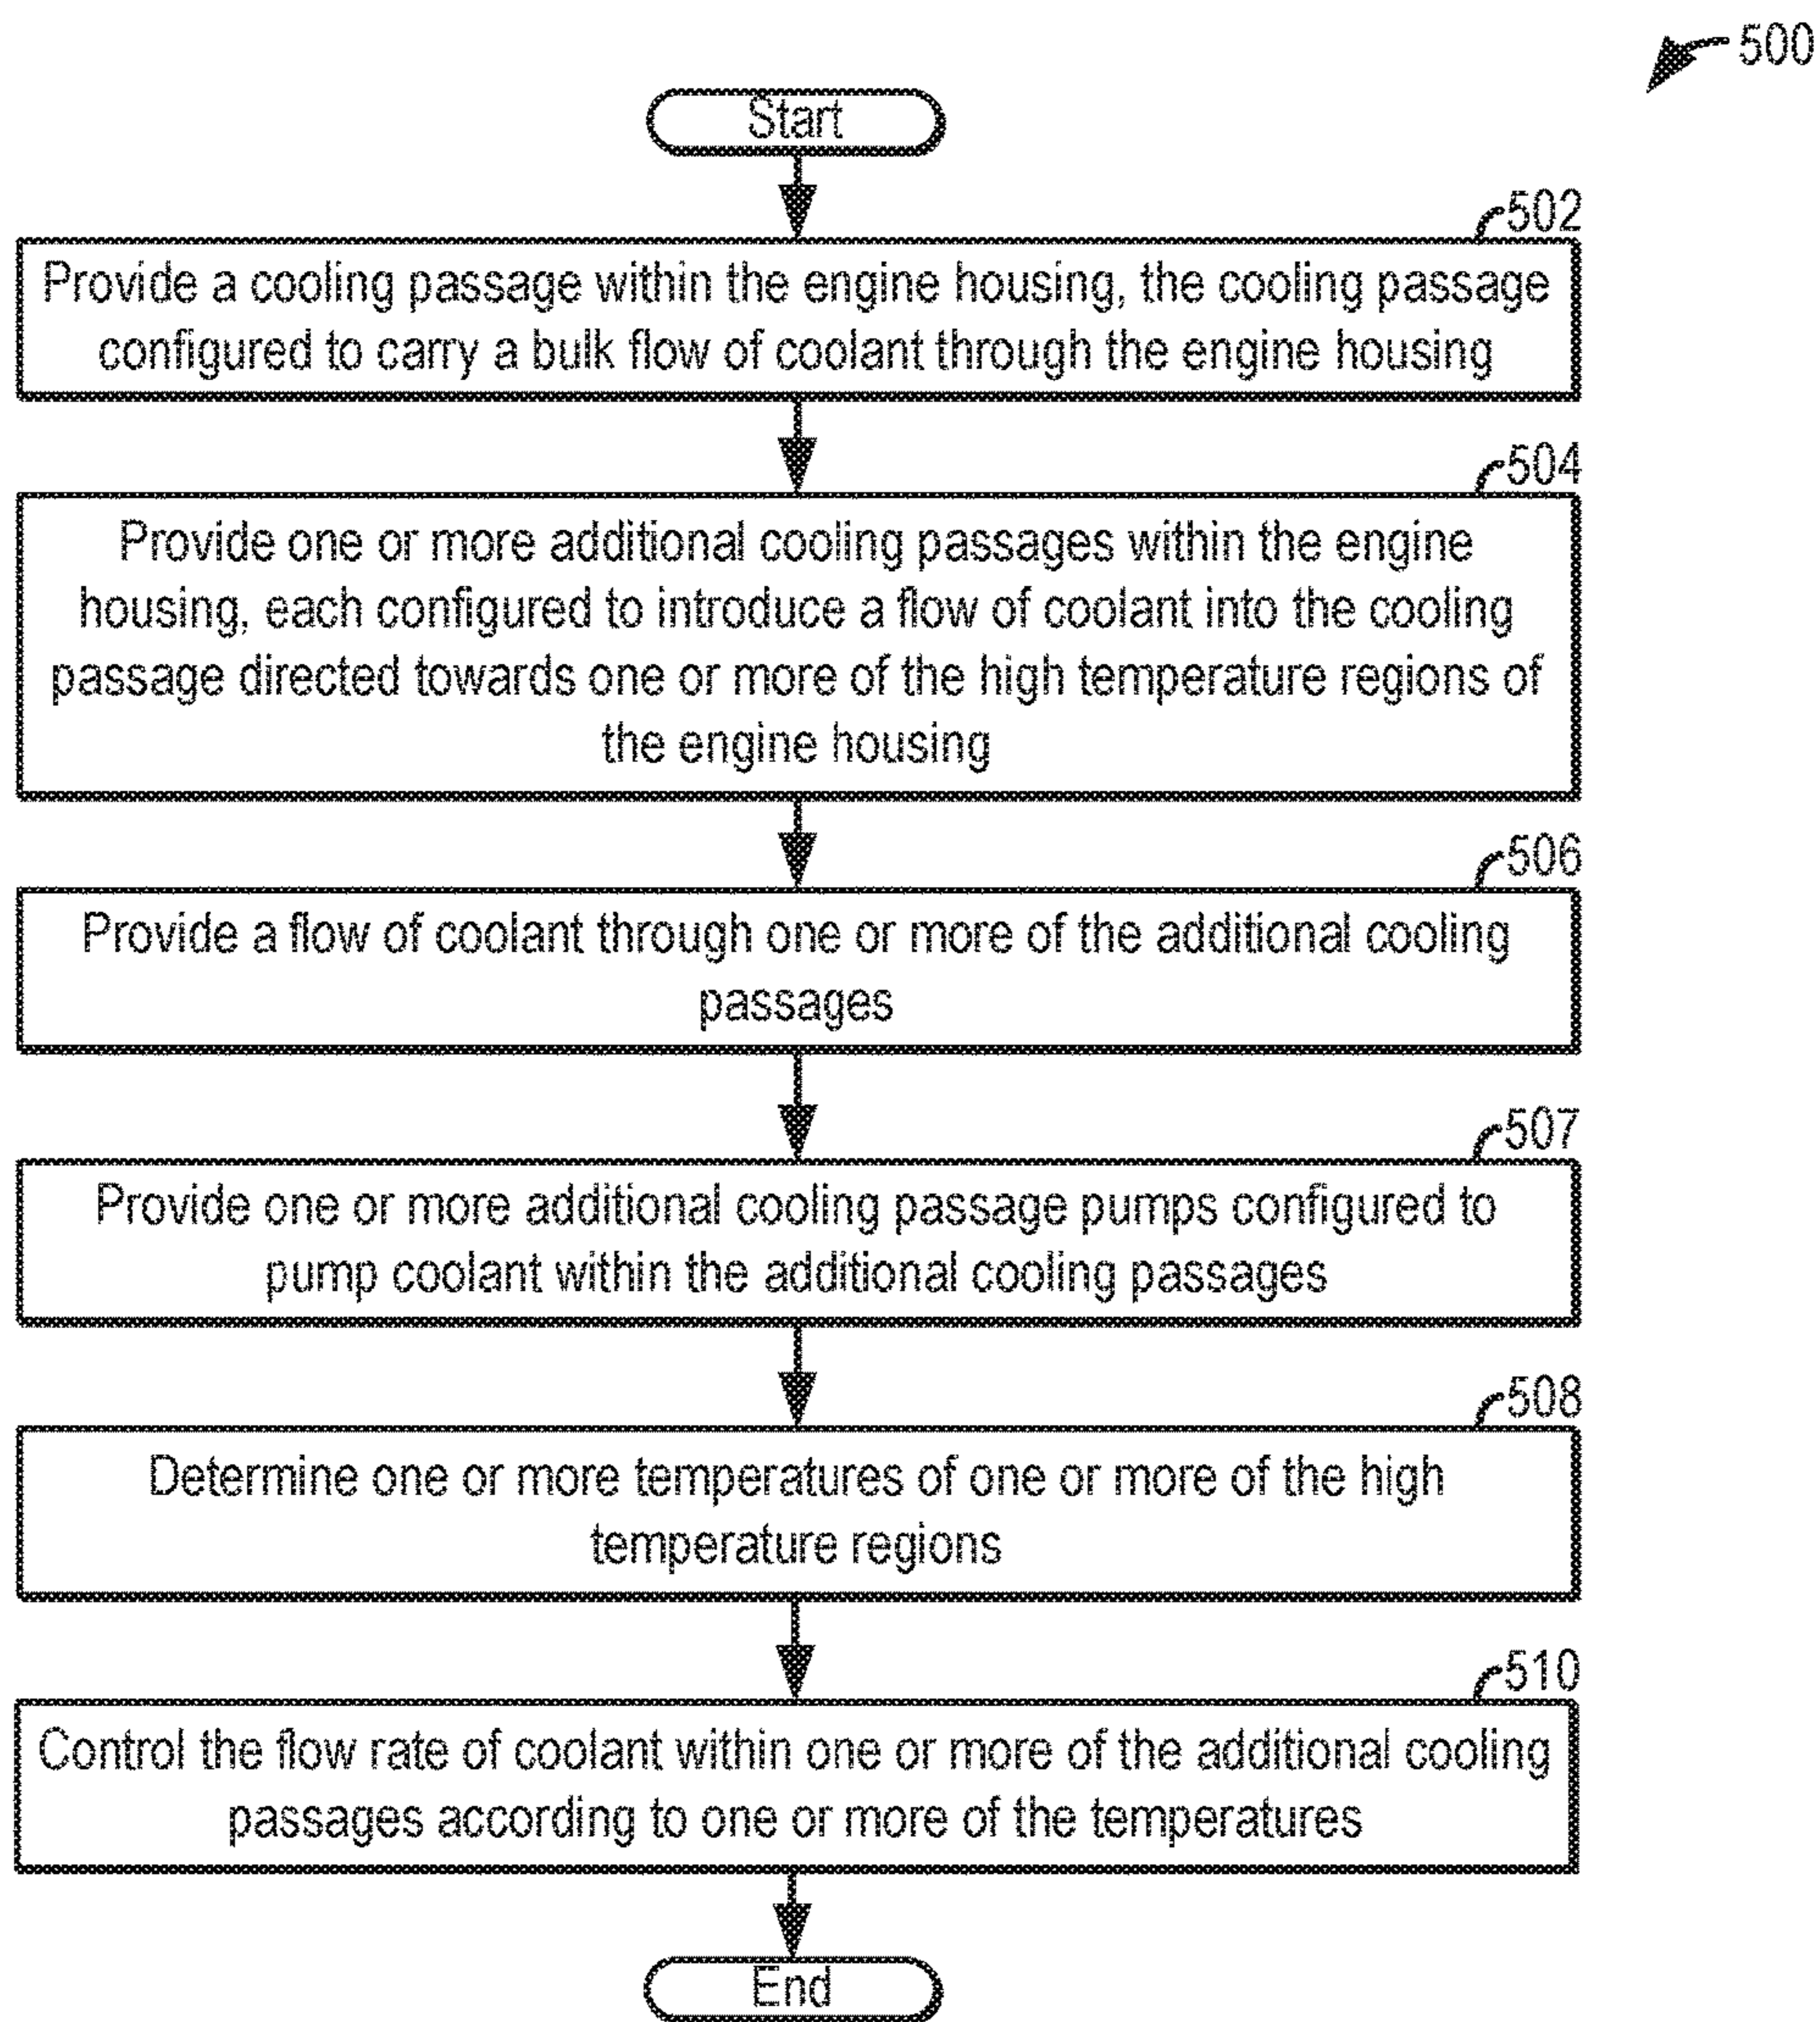 500
Start
502
Provide a cooling passage within the engine housing, the cooling passage
configured to carry a bulk flow of coolant through the engine housing
504
Provide one or more additional cooling passages within the engine
housing, each configured to introduce a flow of coolant into the cooling
passage directed towards one or more of the high temperature regions of
the engine housing
506
Provide a flow of coolant through one or more of the additional cooling
passages
507
Provide one or more additional cooling passage pumps configured to
pump coolant within the additional cooling passages
508
Determine one or more temperatures of one or more of the high
temperature regions
510
Control the flow rate of coolant within one or more of the additional cooling
passages according to one or more of the temperatures
End